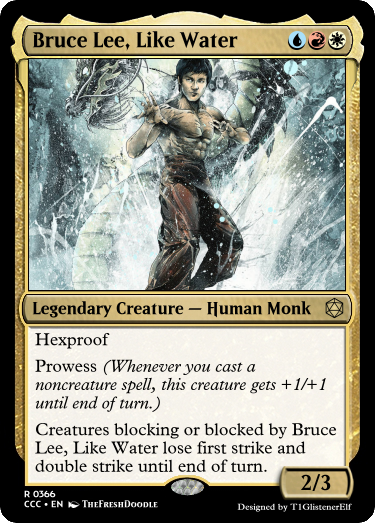 Bruce Lee, Like Water
Legendary Creature — Human Monk
Hexproof
Prowess (Whenever you cast a
noncreature spell, this creature gets +1/+1
until end of turn.)
Creatures blocking or blocked by Bruce
Lee, Like Water lose first strike and
double strike until end of turn.
2/3
R 0366
CCC • EN TheFreshDoodle
Designed by T1GlistenerElf